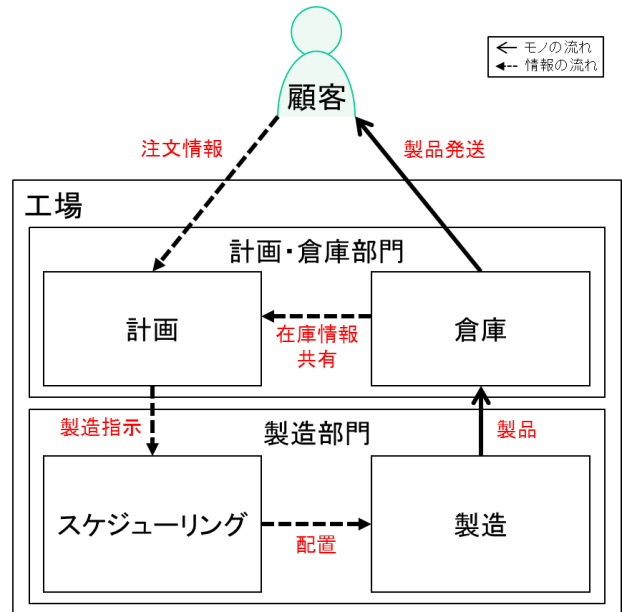 モノの流れ
情報の流れ
顧客
注文情報
製品発送
工場
計画・倉庫部門
計画
在庫情報
共有
倉庫
製造指示
製造部門
製品
スケジューリング
配置
製造